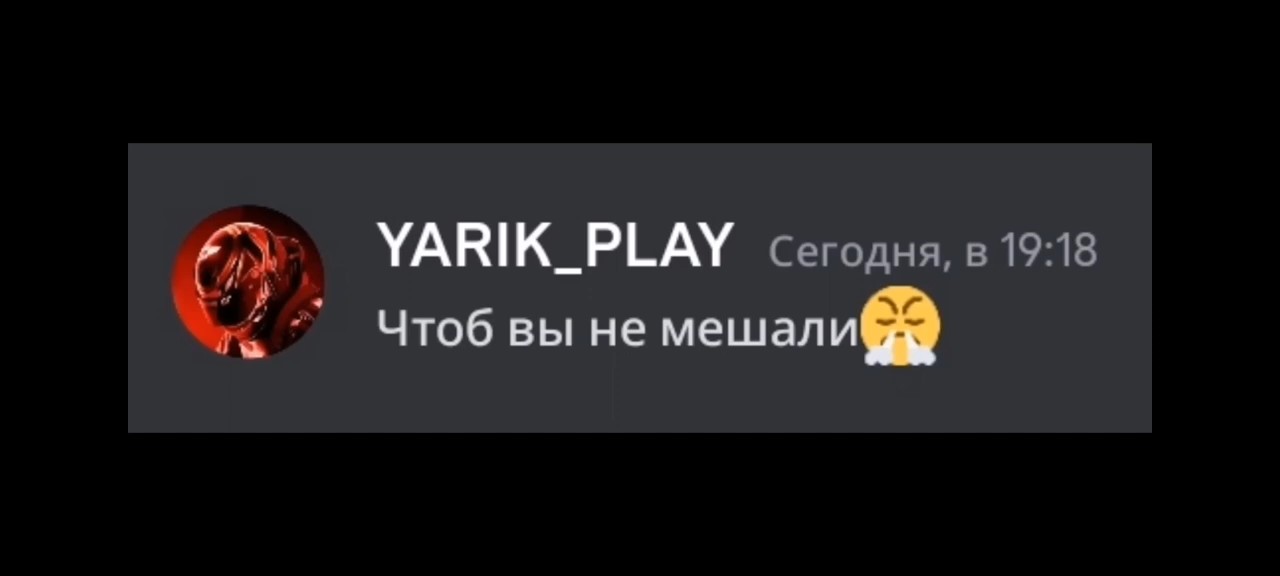 YARIK_PLAY Сегодня, в 19:18
Чтоб вы не мешали😤